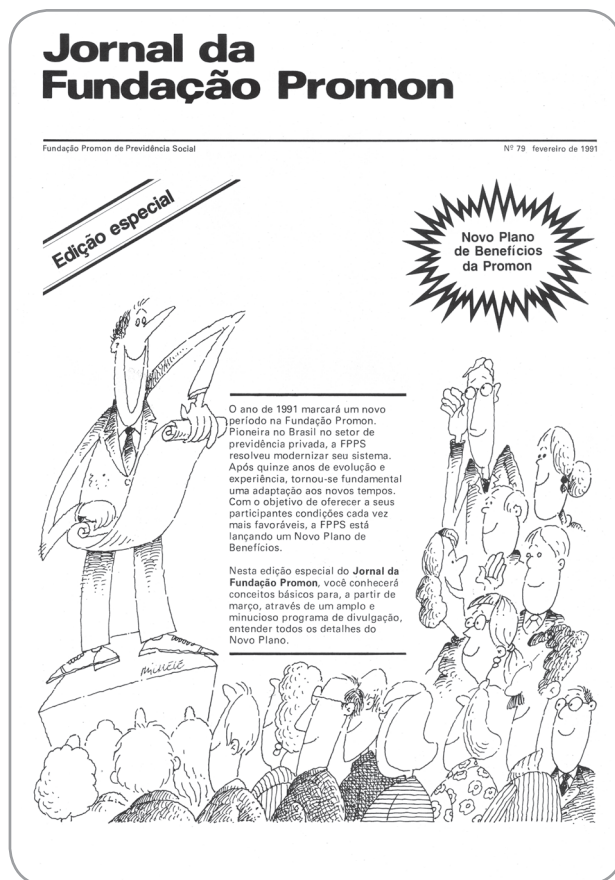 Jornal da
Fundação Promon
Fundação Promon de Previdência Social
Nº 79 fevereiro de 1991
Edição especial
Novo Plano
de Benefícios
da Promon
O ano de 1991 marcará um novo
período na Fundação Promon.
Pioneira no Brasil no setor de
previdência privada, a FPPS
resolveu modernizar seu sistema.
Após quinze anos de evolução e
experiência, tornou-se fundamental
uma adaptação aos novos tempos.
Com o objetivo de oferecer a seus
participantes condições cada vez
mais favoráveis, a FPPS está
lançando um Novo Plano de
Benefícios.
Nesta edição especial do Jornal da
Fundação Promon, você conhecerá
conceitos básicos para, a partir de
março, através de um amplo e
minucioso programa de divulgação,
entender todos os detalhes do
Novo Plano.